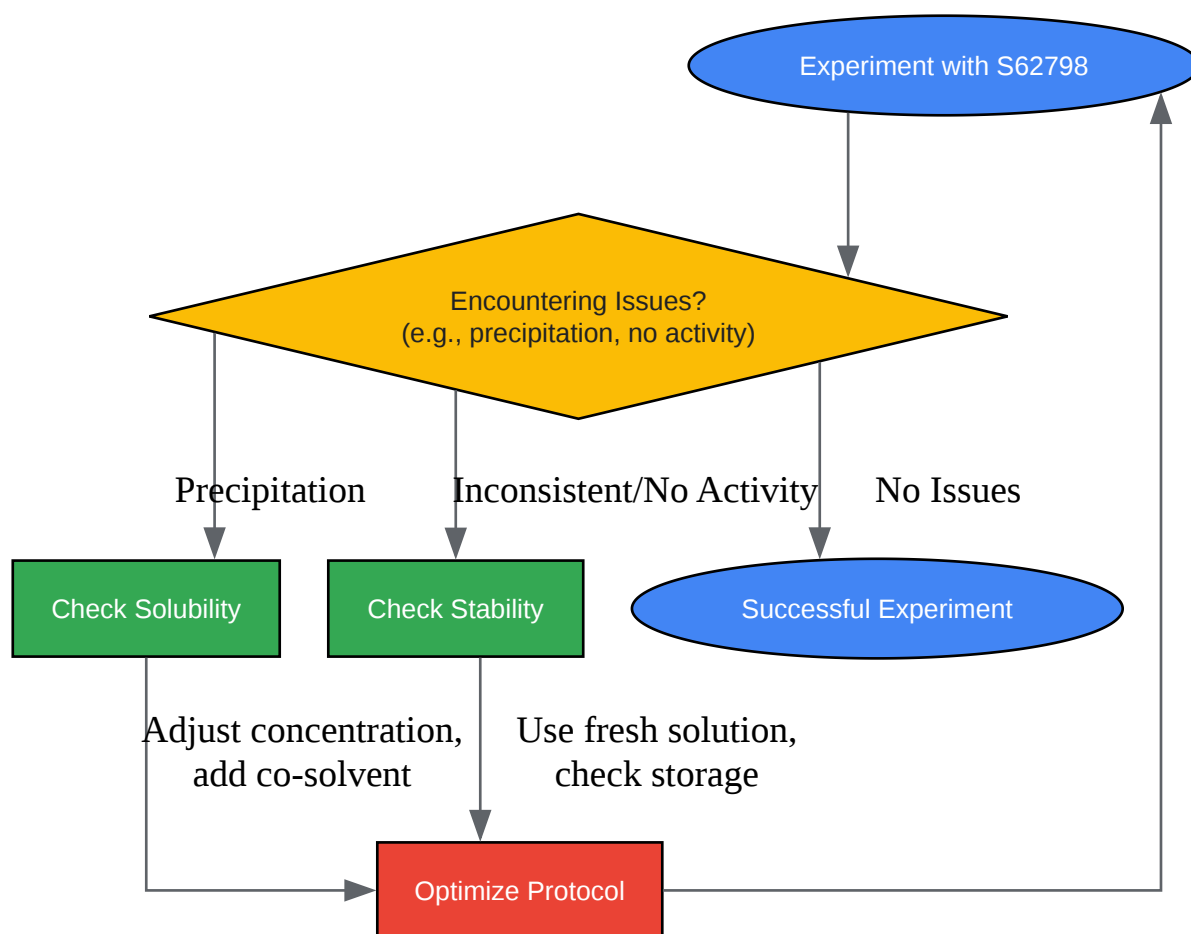 Experiment with S62798
Encountering Issues?
(e.g., precipitation, no activity)
Precipitation
Inconsistent/No Activity
No Issues
Check Solubility
Check Stability
Successful Experiment
Adjust concentration,
add co-solvent
Use fresh solution,
check storage
Optimize Protocol